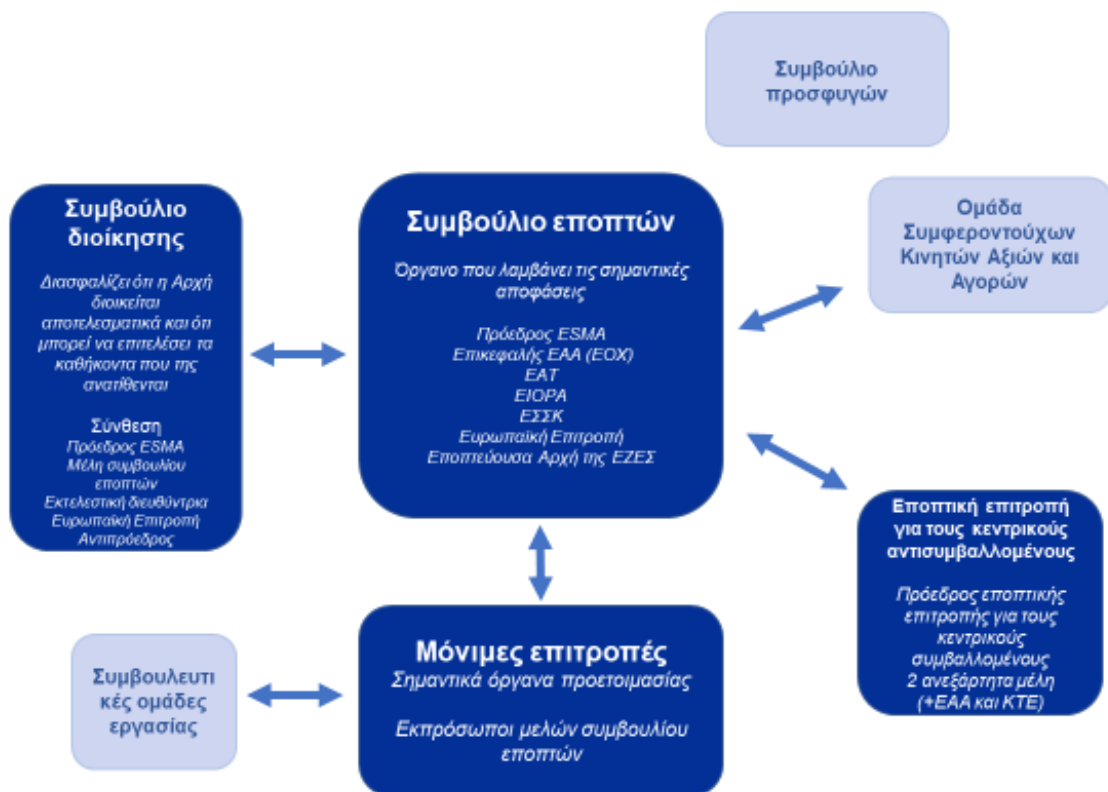 Συμβούλιο
προσφυγών
Συμβούλιο
διοίκησης
Διασφαλίζει ότι η Αρχή
διοικείται
αποτελεσματικά και ότι
μπορεί να επιτελέσει τα
καθήκοντα που της
ανατίθενται
Σύνθεση
Πρόεδρος ESMA
Μέλη συμβουλίου
εποπτών
Εκτελεστική διευθύντρια
Ευρωπαϊκή Επιτροπή
Αντιπρόεδρος
Συμβούλιο εποπτών
Όργανο που λαμβάνει τις σημαντικές
αποφάσεις
Πρόεδρος ESMA
Επικεφαλής ΕΑΑ (ΕΟΧ)
ΕΑΤ
EIOPA
ΕΣΣΚ
Ευρωπαϊκή Επιτροπή
Εποπτεύουσα Αρχή της ΕΖΕΣ
Ομάδα
Συμφεροντούχων
Κινητών Αξιών και
Αγορών
Εποπτική επιτροπή
για τους κεντρικούς
αντισυμβαλλομένους
Πρόεδρος εποπτικής
επιτροπής για τους
κεντρικούς
συμβαλλομένους
2 ανεξάρτητα μέλη
(+ΕΑΑ και ΚΤΕ)
Μόνιμες επιτροπές
Σημαντικά όργανα προετοιμασίας
Εκπρόσωποι μελών συμβουλίου
εποπτών
Συμβουλευτι
κές ομάδες
εργασίας